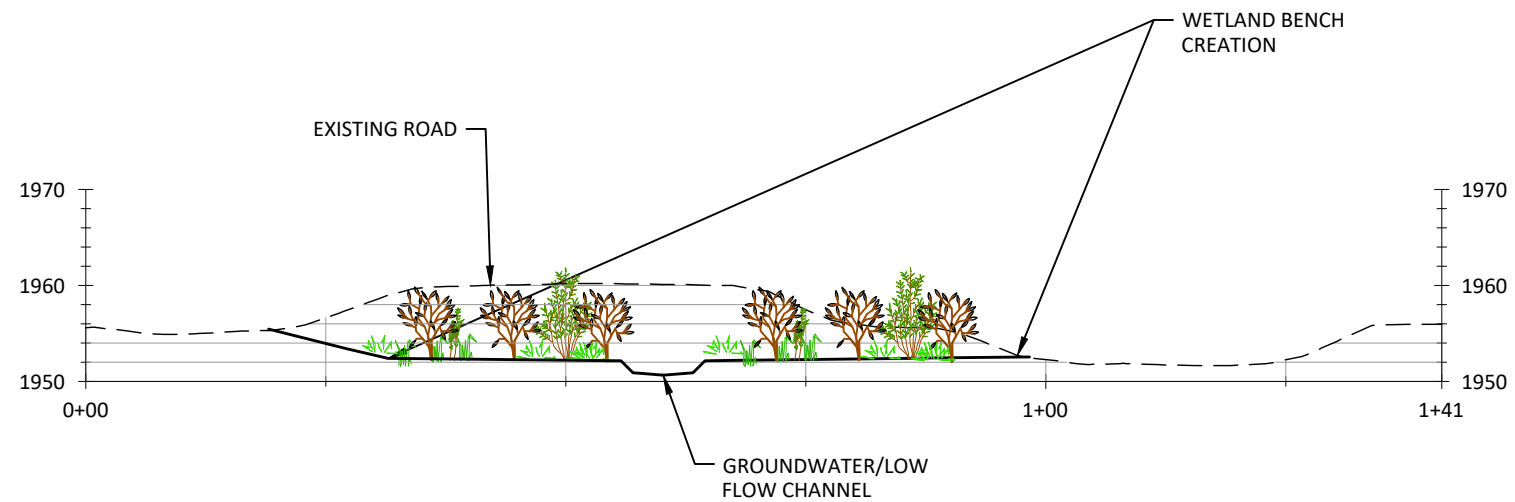 WETLAND BENCH
CREATION
EXISTING ROAD
1970
1970
1960
1960
1950
1950
0+00
1+00
1+41
GROUNDWATER/LOW
FLOW CHANNEL